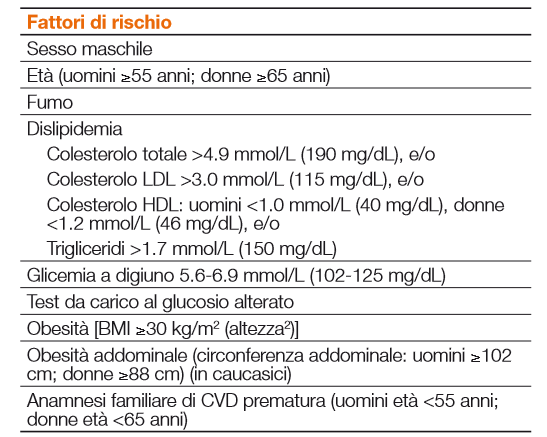 Fattori di rischio
Sesso maschile
Età (uomini ≥55 anni; donne ≥65 anni)
Fumo
Dislipidemia
Colesterolo totale >4.9 mmol/L (190 mg/dL), e/o
Colesterolo LDL >3.0 mmol/L (115 mg/dL), e/o
Colesterolo HDL: uomini <1.0 mmol/L (40 mg/dL), donne
<1.2 mmol/L (46 mg/dL), e/o
Trigliceridi >1.7 mmol/L (150 mg/dL)
Glicemia a digiuno 5.6-6.9 mmol/L (102-125 mg/dL)
Test da carico al glucosio alterato
Obesità [BMI ≥30 kg/m² (altezza²)]
Obesità addominale (circonferenza addominale: uomini ≥102
cm; donne ≥88 cm) (in caucasici)
Anamnesi familiare di CVD prematura (uomini età <55 anni;
donne età <65 anni)